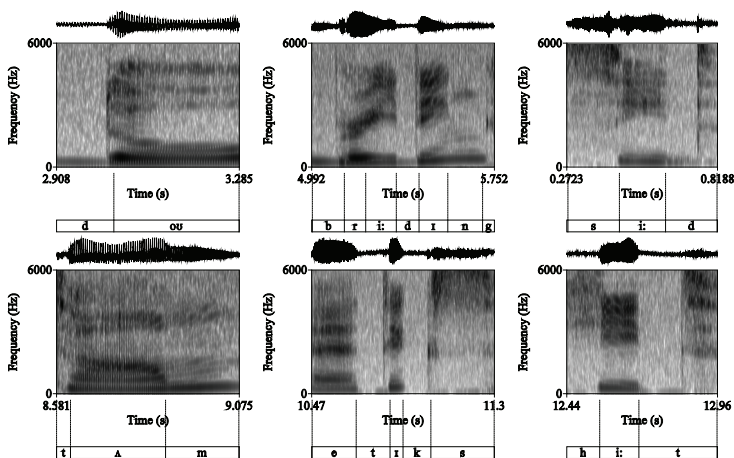 6000 6000 6000
Frequency (Hz) Frequency (Hz) Frequency (Hz)
0 0 0
2.908 3.285 4.992 5.752 0.2723 0.8188
Time (s) Time (s) Time (s)
d oʊ b r i: d ɪ n g s i: d
6000 6000 6000
Frequency (Hz) Frequency (Hz) Frequency (Hz)
0 0 0
8.581 9.075 10.47 11.3 12.44 12.96
Time (s) Time (s) Time (s)
t ʌ m e t ɪ k s h i: t